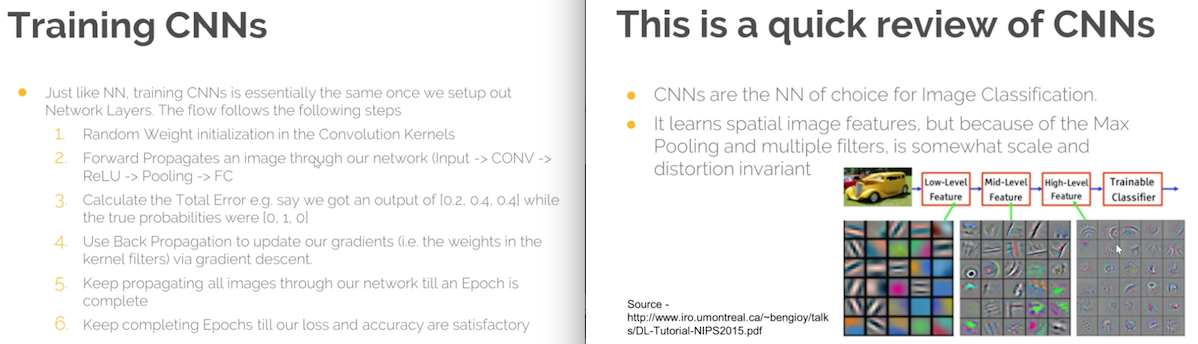 Training CNNs
Just like NN, training CNNs is essentially the same once we setup out
Network Layers. The flow follows the following steps
1. Random Weight initialization in the Convolution Kernels
2. Forward Propagates an image through our network (Input -> CONV ->
ReLU -> Pooling -> FC
3. Calculate the Total Error e.g. say we got an output of [0.2, 0.4, 0.4] while
the true probabilities were [0, 1, 0]
4. Use Back Propagation to update our gradients (i.e. the weights in the
kernel filters) via gradient descent.
5. Keep propagating all images through our network till an Epoch is
complete
6. Keep completing Epochs till our loss and accuracy are satisfactory
This is a quick review of CNNs
CNNs are the NN of choice for Image Classification.
It learns spatial image features, but because of the Max
Pooling and multiple filters, is somewhat scale and
distortion invariant
Low-Level
Feature
Mid-Level
Feature
High-Level
Feature
Trainable
Classifier
Source -
http://www.iro.umontreal.ca/~bengioy/talk
s/DL-Tutorial-NIPS2015.pdf